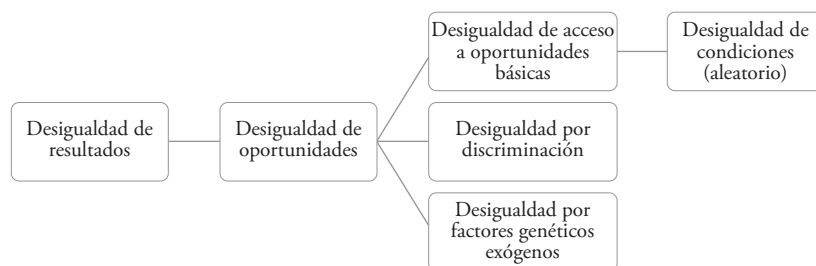 Desigualdad de
resultados
Desigualdad de
oportunidades
Desigualdad de acceso
a oportunidades
básicas
Desigualdad por
discriminación
Desigualdad por
factores genéticos
exógenos
Desigualdad de
condiciones
(aleatorio)